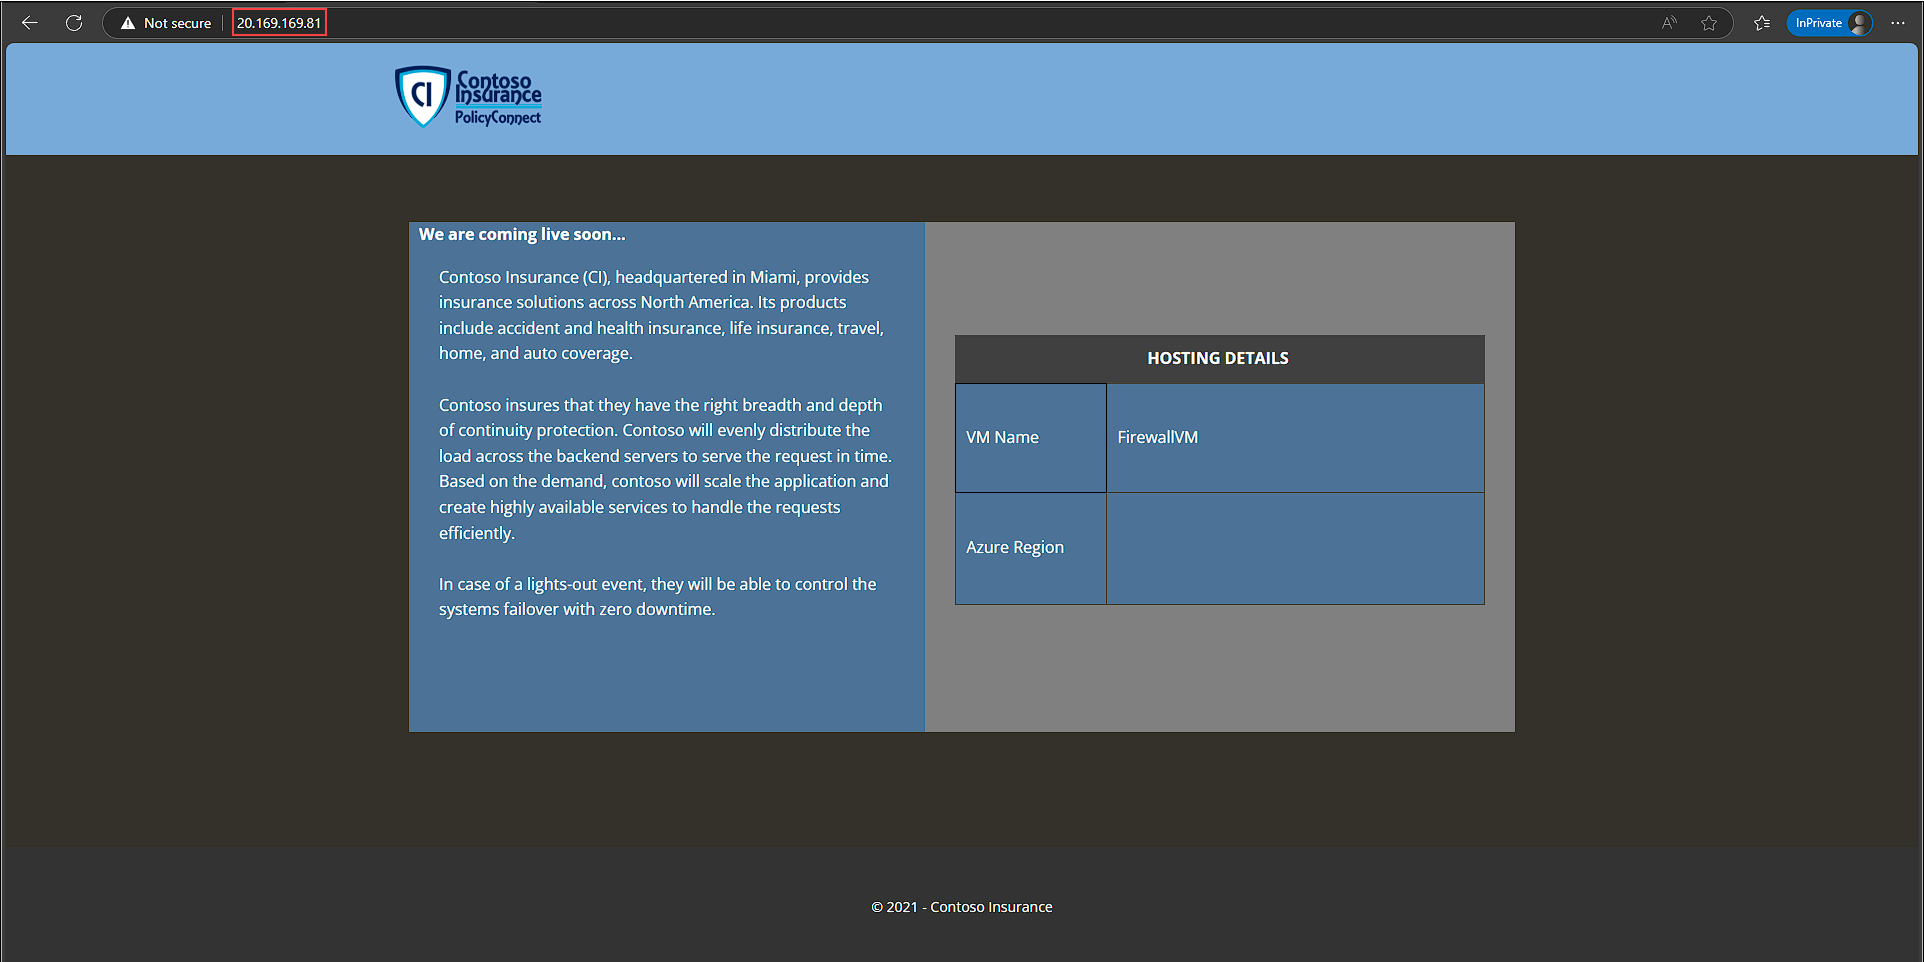 Not secure 20.169.169.81 A InPrivate
CI Contoso
Insurance
PolicyConnect
We are coming live soon...
Contoso Insurance (CI), headquartered in Miami, provides
insurance solutions across North America. Its products
include accident and health insurance, life insurance, travel,
home, and auto coverage.
Contoso insures that they have the right breadth and depth
of continuity protection. Contoso will evenly distribute the
load across the backend servers to serve the request in time.
Based on the demand, contoso will scale the application and
create highly available services to handle the requests
efficiently.
In case of a lights-out event, they will be able to control the
systems failover with zero downtime.
HOSTING DETAILS
VM Name FirewallVM
Azure Region
© 2021 - Contoso Insurance